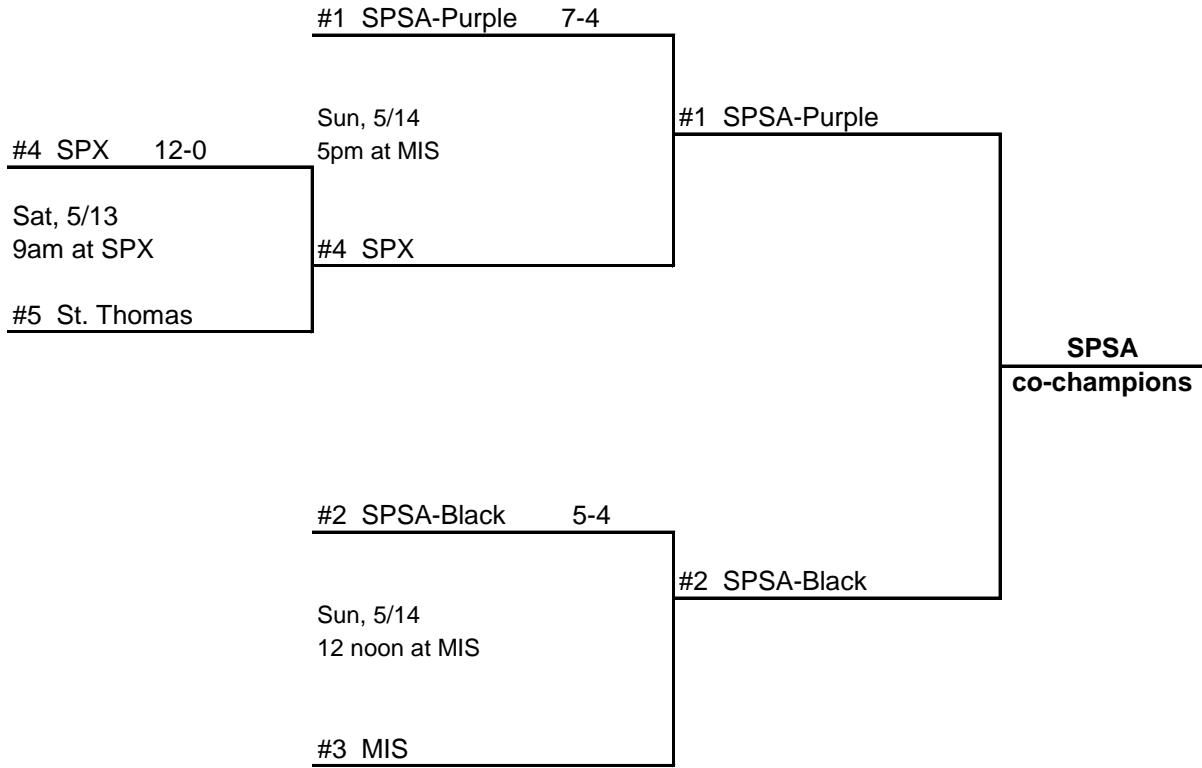 #1 SPSA-Purple 7-4
Sun, 5/14
5pm at MIS
#1 SPSA-Purple
#4 SPX 12-0
Sat, 5/13
9am at SPX
#4 SPX
#5 St. Thomas
SPSA
co-champions
#2 SPSA-Black 5-4
#2 SPSA-Black
Sun, 5/14
12 noon at MIS
#3 MIS